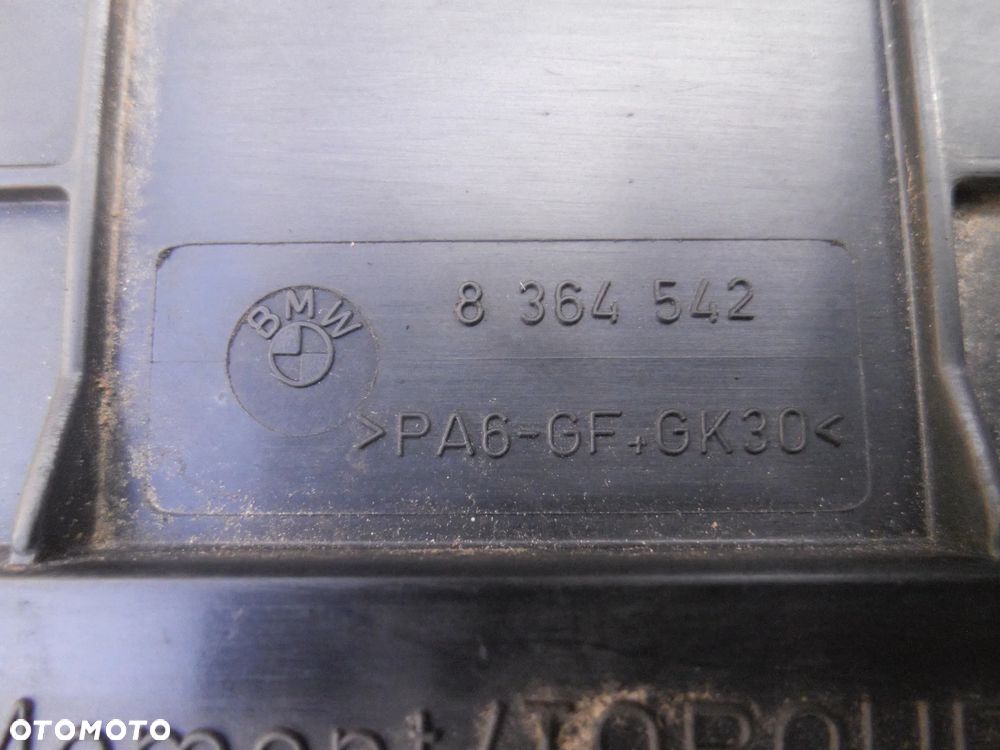 8 364 542
BMW
>PA6-GF+GK30<
OTOMOTO